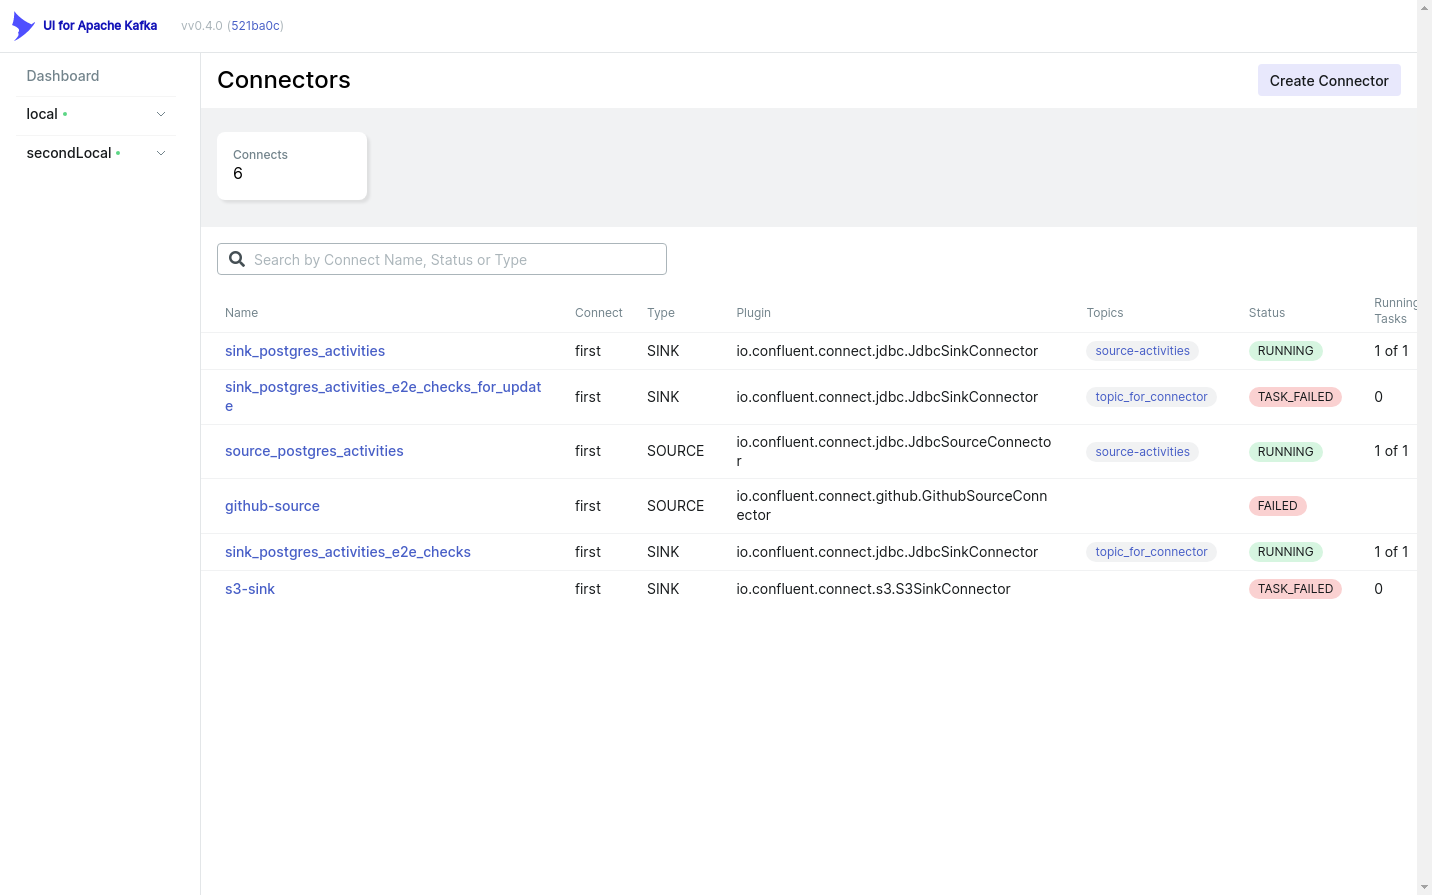 UI for Apache Kafka
vv0.4.0 (521ba0c)
Dashboard
local
secondLocal
Connectors
Create Connector
Connects
6
Search by Connect Name, Status or Type
Name Connect Type Plugin Topics Status Running
Tasks
sink_postgres_activities first SINK io.confluent.connect.jdbc.JdbcSinkConnector source-activities RUNNING 1 of 1
sink_postgres_activities_e2e_checks_for_updat
e first SINK io.confluent.connect.jdbc.JdbcSinkConnector topic_for_connector TASK_FAILED 0
source_postgres_activities first SOURCE io.confluent.connect.jdbc.JdbcSourceConnecto
r source-activities RUNNING 1 of 1
github-source first SOURCE io.confluent.connect.github.GithubSourceConn
ector FAILED
sink_postgres_activities_e2e_checks first SINK io.confluent.connect.jdbc.JdbcSinkConnector topic_for_connector RUNNING 1 of 1
s3-sink first SINK io.confluent.connect.s3.S3SinkConnector TASK_FAILED 0